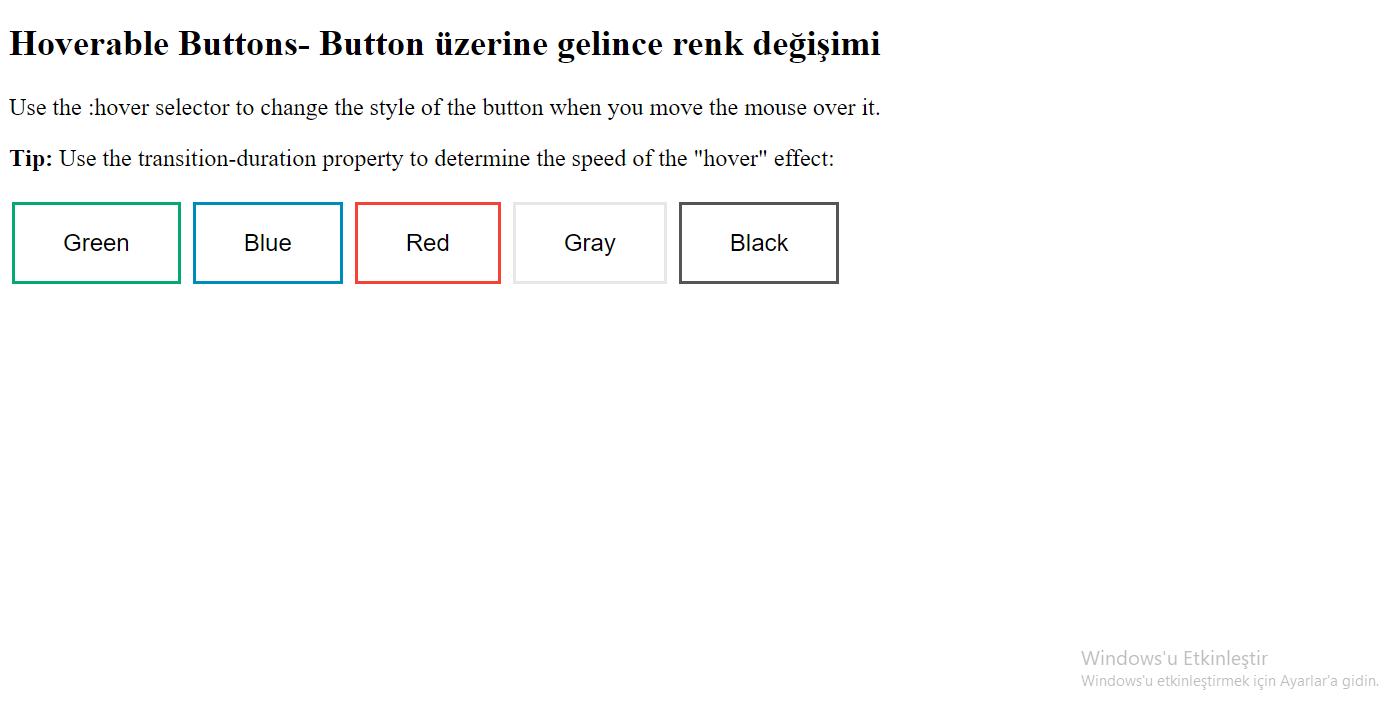 Hoverable Buttons- Button üzerine gelince renk değişimi
Use the :hover selector to change the style of the button when you move the mouse over it.
Tip: Use the transition-duration property to determine the speed of the "hover" effect:
Green Blue Red Gray Black
Windows'u Etkinleştir
Windows'u etkinleştirmek için Ayarlar'a gidin.